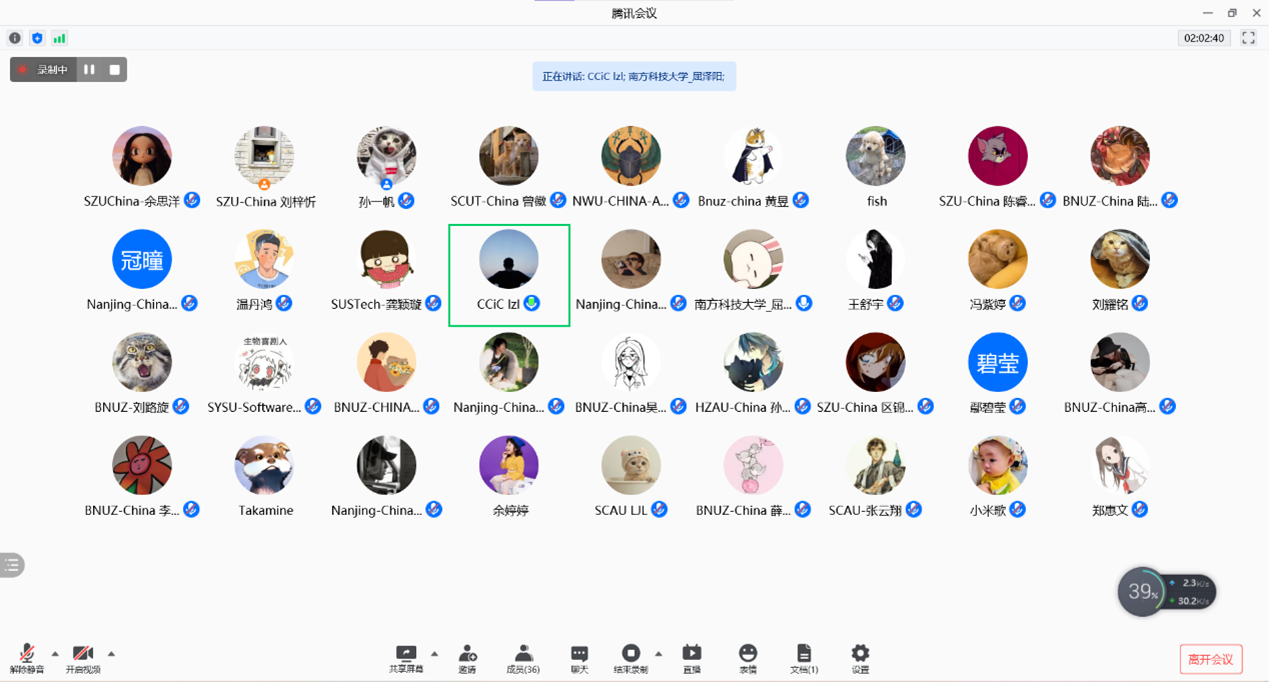 腾讯会议
02:02:40
录制中
正在讲话: CCiC lzl; 南方科技大学_屈泽阳;
SZUChina-余思洋 SZU-China 刘梓忻 孙一帆 SCUT-China 曾徽 NWU-CHINA-A... Bnuz-china 黄昱 fish SZU-China 陈睿... BNUZ-China 陆...
冠曈
Nanjing-China... 温丹鸿 SUSTech-龚颖璇 CCiC lzl Nanjing-China... 南方科技大学_屈... 王舒宇 冯紫婷 刘耀铭
生物喜剧人 碧莹
BNUZ-刘路旋 SYSU-Software... BNUZ-CHINA... Nanjing-China... BNUZ-China吴... HZAU-China 孙... SZU-China 区锦... 鄢碧莹 BNUZ-China高...
BNUZ-China 李... Takamine Nanjing-China... 余婷婷 SCAU LJL BNUZ-China 薛... SCAU-张云翔 小米歌 郑惠文
39% 2.3K/s
30.2K/s
解除静音 开启视频 共享屏幕 邀请 成员(36) 聊天 结束录制 直播 表情 文档(1) 设置 离开会议